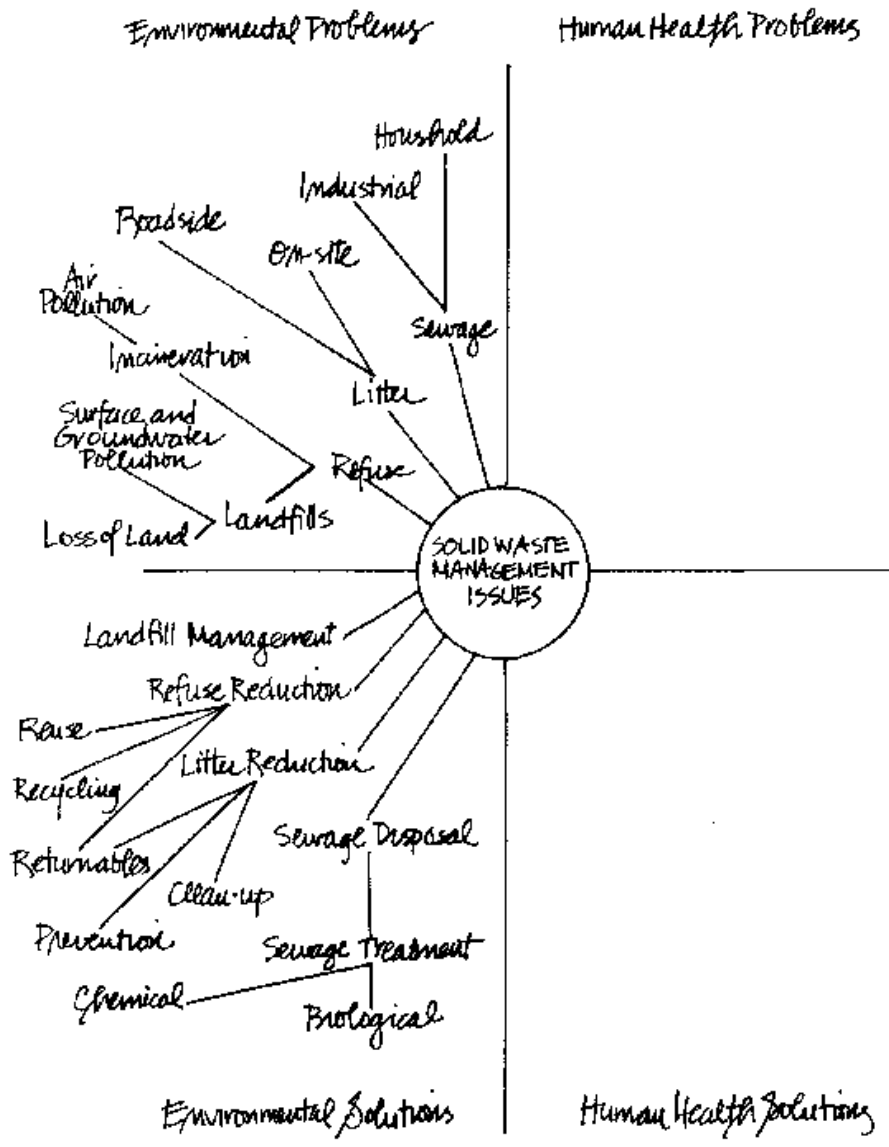 Environmental Problems
Human Health Problems
Houshold
Industrial
Roadside
On-site
Air
Pollution
Sewage
Incineration
Litter
Surface and
Groundwater
Pollution
Refuse
Landfills
Loss of Land
SOLID WASTE
MANAGEMENT
ISSUES
Landfill Management
Refuse Reduction
Reuse
Litter Reduction
Recycling
Sewage Disposal
Returnables
Clean-up
Prevention
Sewage Treatment
Chemical
Biological
Environmental Solutions
Human Health Solutions